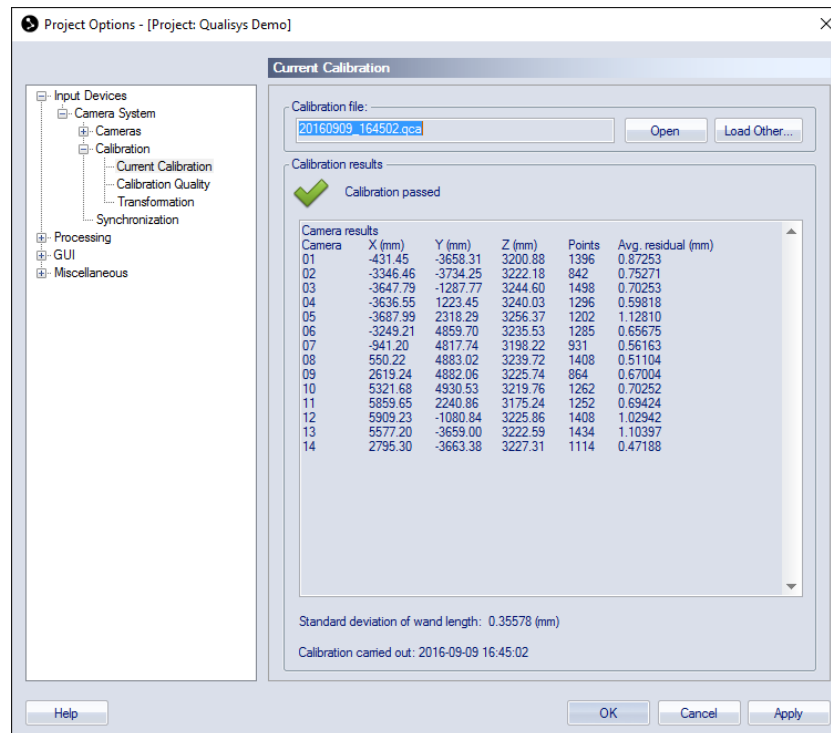 Project Options - [Project: Qualisys Demo]
Current Calibration
Input Devices
Camera System
Cameras
Calibration
Current Calibration
Calibration Quality
Transformation
Synchronization
Processing
GUI
Miscellaneous
Calibration file:
20160909_164502.qca
Open
Load Other...
Calibration results
Calibration passed
Camera results
Camera X (mm) Y (mm) Z (mm) Points Avg. residual (mm)
01 -431.45 -3658.31 3200.88 1396 0.87253
02 -3346.46 -3734.25 3222.18 842 0.75271
03 -3647.79 -1287.77 3244.60 1498 0.70253
04 -3636.55 1223.45 3240.03 1296 0.59818
05 -3687.99 2318.29 3256.37 1202 1.12810
06 -3249.21 4859.70 3235.53 1285 0.65675
07 -941.20 4817.74 3198.22 931 0.56163
08 550.22 4883.02 3239.72 1408 0.51104
09 2619.24 4882.06 3225.74 864 0.67004
10 5321.68 4930.53 3219.76 1262 0.70252
11 5859.65 2240.86 3175.24 1252 0.69424
12 5909.23 -1080.84 3225.86 1408 1.02942
13 5577.20 -3659.00 3222.59 1434 1.10397
14 2795.30 -3663.38 3227.31 1114 0.47188
Standard deviation of wand length: 0.35578 (mm)
Calibration carried out: 2016-09-09 16:45:02
Help
OK
Cancel
Apply